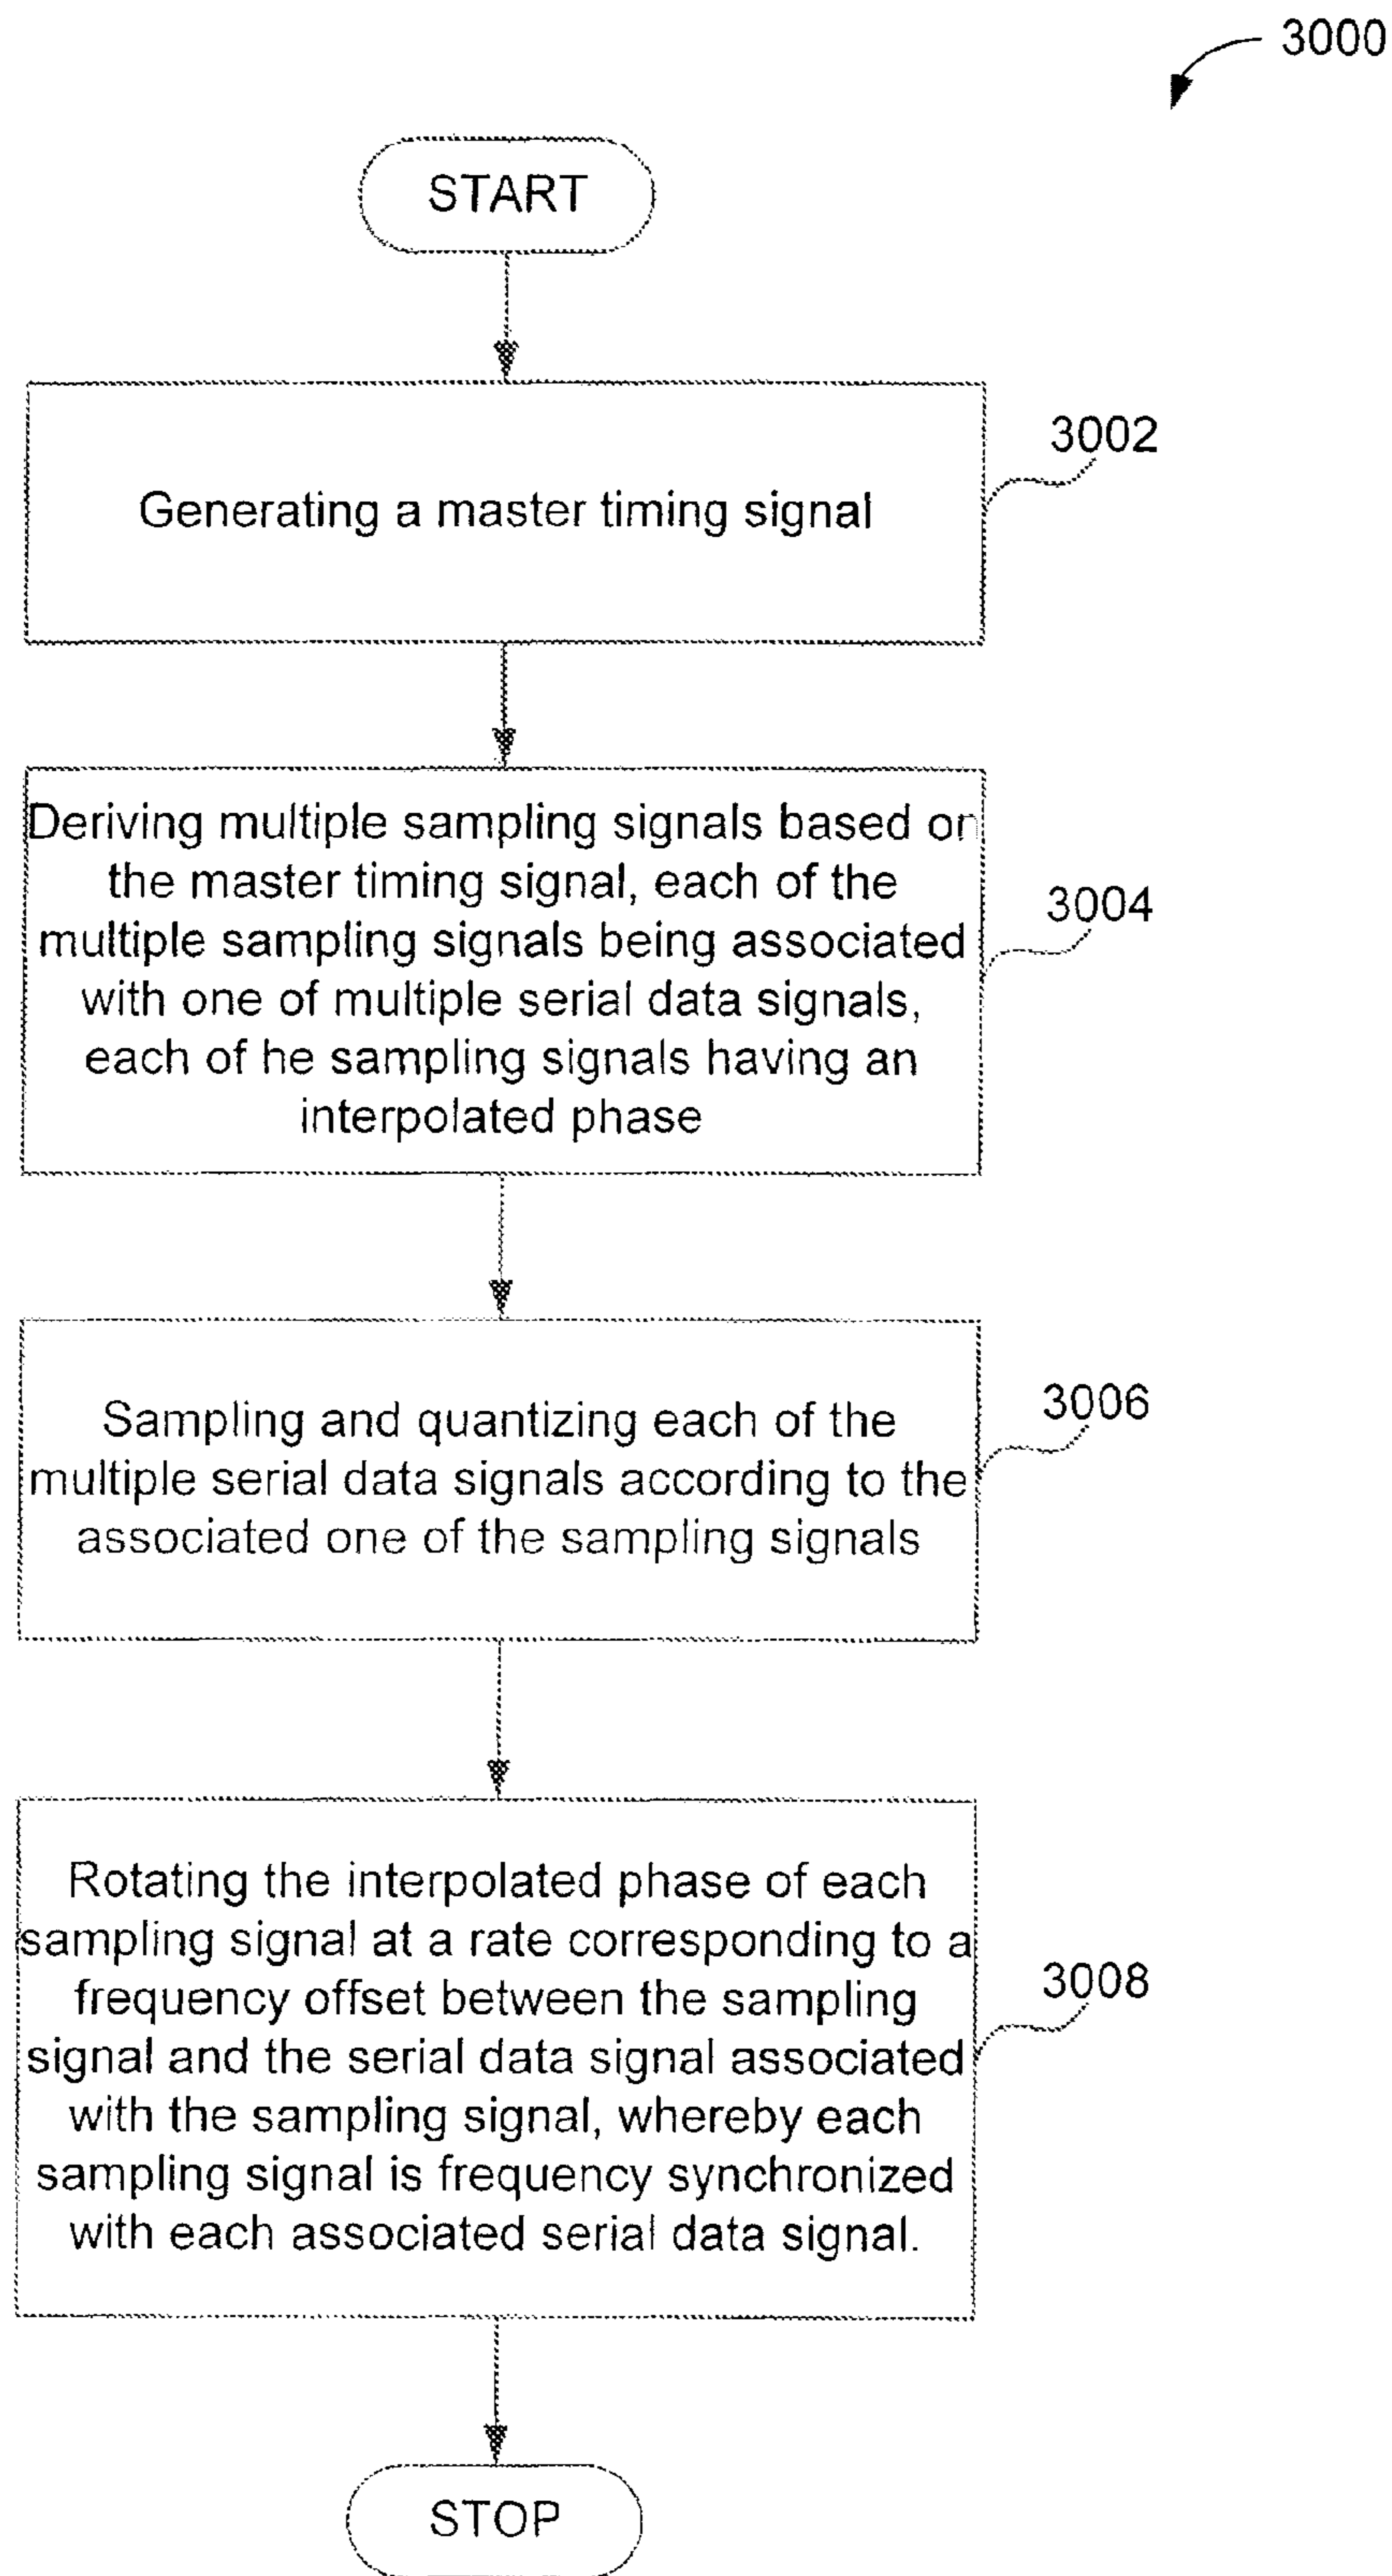 3000
START
3002
Generating a master timing signal
Deriving multiple sampling signals based on
the master timing signal, each of the
3004
multiple sampling signals being associated
with one of multiple serial data signals,
each of he sampling signals having an
interpolated phase
3006
Sampling and quantizing each of the
multiple serial data signals according to the
associated one of the sampling signals
Rotating the interpolated phase of each
sampling signal at a rate corresponding to a
3008
frequency offset between the sampling
signal and the serial data signal associated
with the sampling signal, whereby each
sampling signal is frequency synchronized
with each associated serial data signal.
STOP